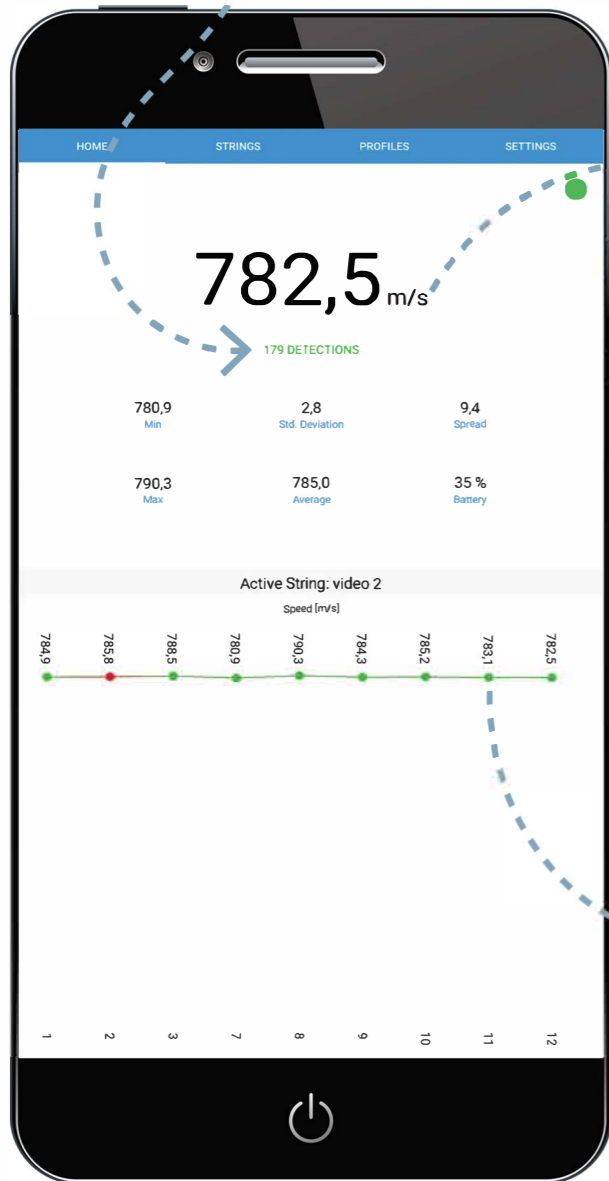 HOME STRINGS PROFILES SETTINGS
782,5 m/s
179 DETECTIONS
780,9 2,8 9,4
Min Std. Deviation Spread
790,3 785,0 35 %
Max Average Battery
Active String: video 2
Speed [m/s]
784,9 785,8 788,5 780,9 790,3 784,3 785,2 783,1 782,5
1 2 3 7 8 9 10 11 12